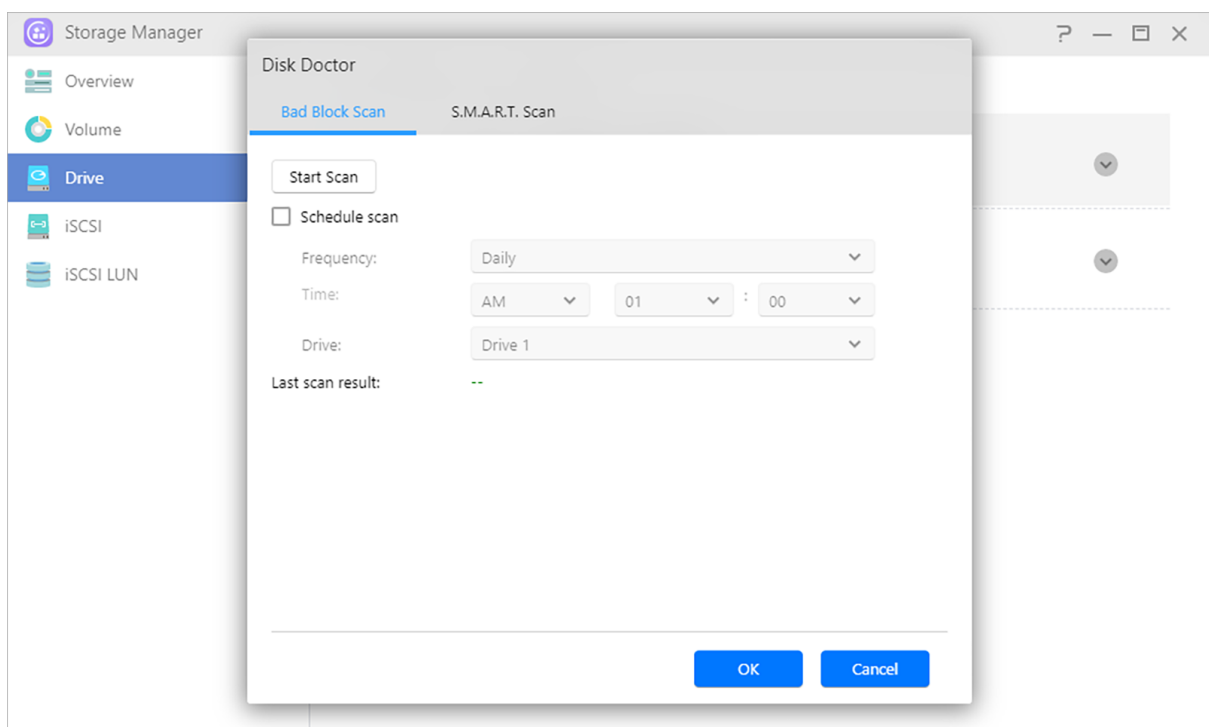 Storage Manager
Overview
Volume
Drive
iSCSI
iSCSI LUN
Disk Doctor
Bad Block Scan S.M.A.R.T. Scan
Start Scan
Schedule scan
Frequency: Daily
Time: AM 01 : 00
Drive: Drive 1
Last scan result: --
OK Cancel